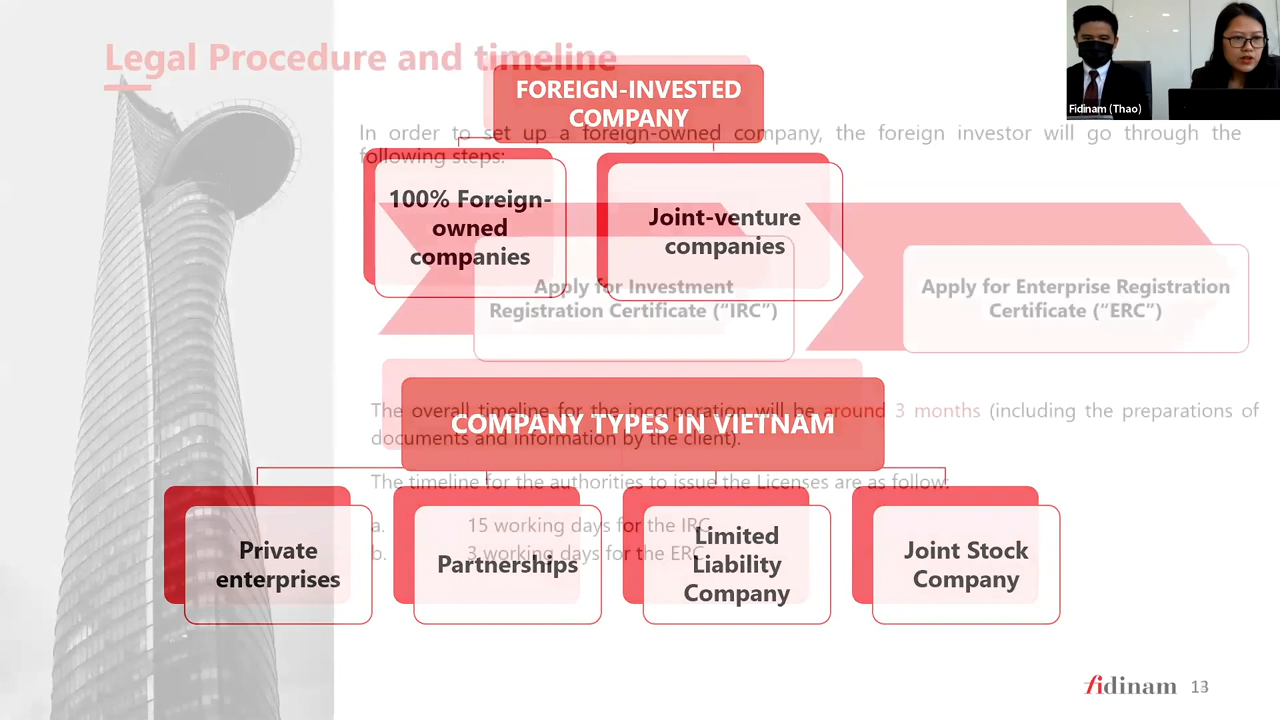 Legal Procedure and timeline
FOREIGN-INVESTED
COMPANY
In order to set up a foreign-owned company, the foreign investor will go through the
following steps:
100% Foreign-
owned
companies
Joint-venture
companies
Apply for Investment
Registration Certificate (“IRC”)
Apply for Enterprise Registration
Certificate (“ERC”)
COMPANY TYPES IN VIETNAM
The overall timeline for the incorporation will be around 3 months (including the preparations of
documents and information by the client).
The timeline for the authorities to issue the Licenses are as follow:
a. 15 working days for the IRC
b. 3 working days for the ERC
Private
enterprises
Partnerships
Limited
Liability
Company
Joint Stock
Company
Fidinam (Thao)
fidinam 13